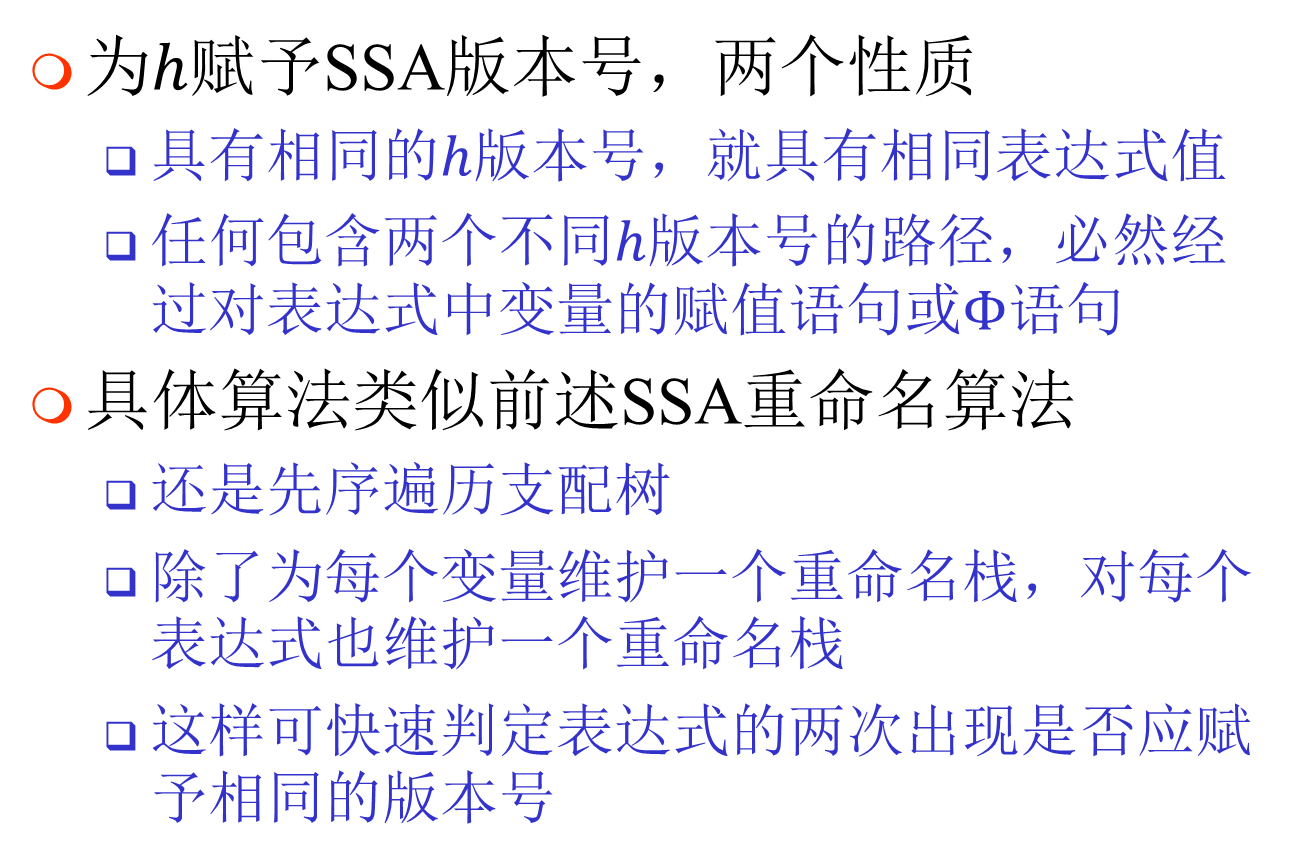 为h赋予SSA版本号，两个性质
具有相同的h版本号，就具有相同表达式值
任何包含两个不同h版本号的路径，必然经
过对表达式中变量的赋值语句或Φ语句
具体算法类似前述SSA重命名算法
还是先序遍历支配树
除了为每个变量维护一个重命名栈，对每个
表达式也维护一个重命名栈
这样可快速判定表达式的两次出现是否应赋
予相同的版本号